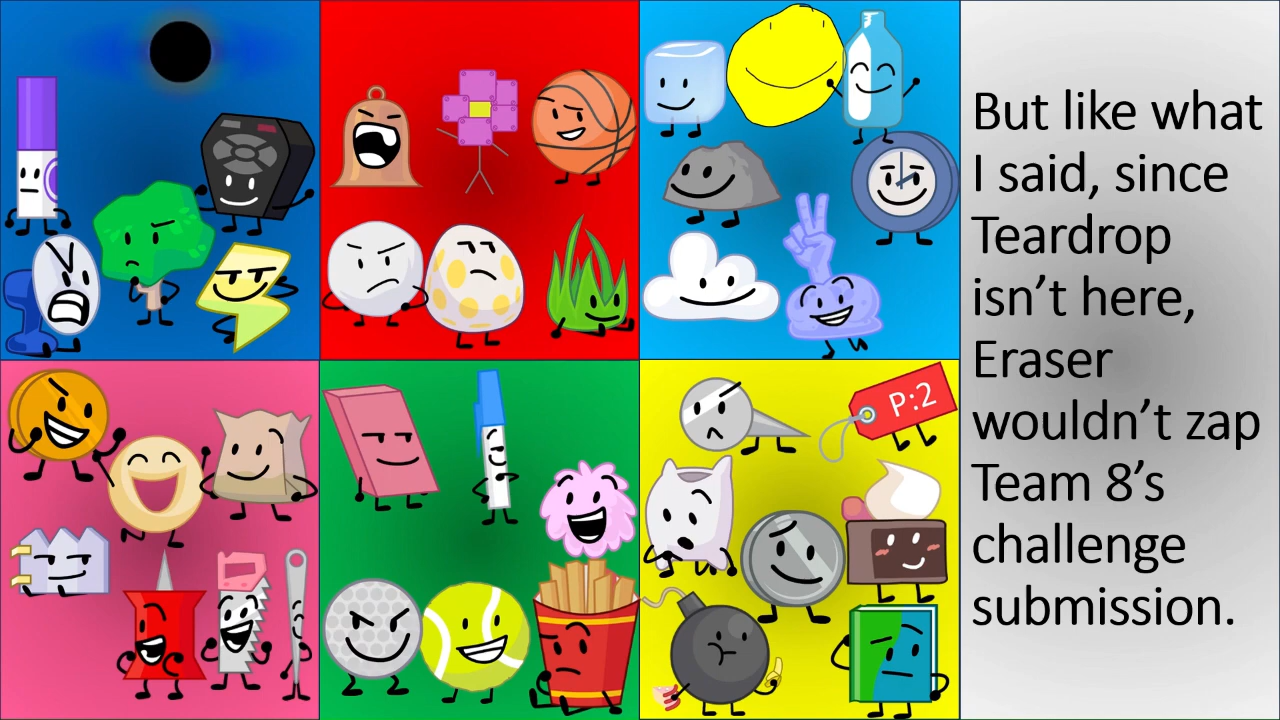 P:2
But like what
I said, since
Teardrop
isn’t here,
Eraser
wouldn’t zap
Team 8’s
challenge
submission.